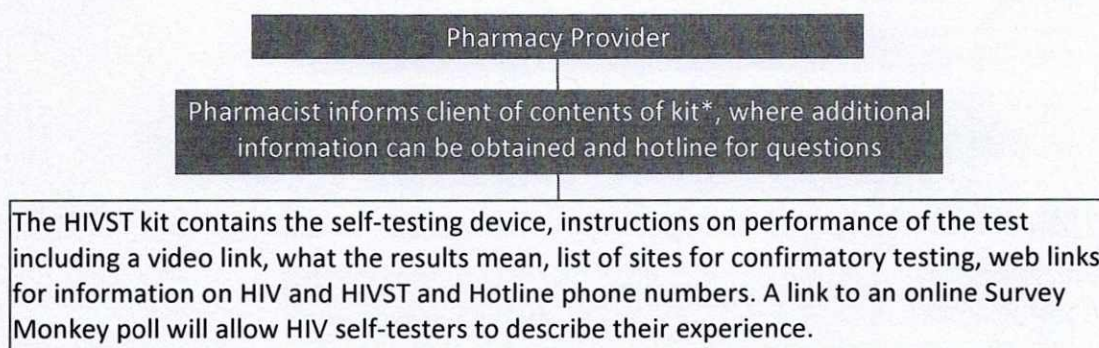 Pharmacy Provider
Pharmacist informs client of contents of kit*, where additional
information can be obtained and hotline for questions
The HIVST kit contains the self-testing device, instructions on performance of the test
including a video link, what the results mean, list of sites for confirmatory testing, web links
for information on HIV and HIVST and Hotline phone numbers. A link to an online Survey
Monkey poll will allow HIV self-testers to describe their experience.